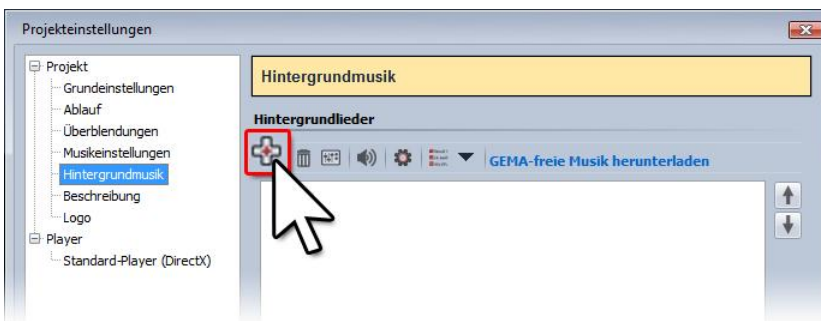 Projekteinstellungen
Projekt
Grundeinstellungen
Ablauf
Überblendungen
Musikeinstellungen
Hintergrundmusik
Beschreibung
Logo
Player
Standard-Player (DirectX)
Hintergrundmusik
Hintergrundlieder
GEMA-freie Musik herunterladen